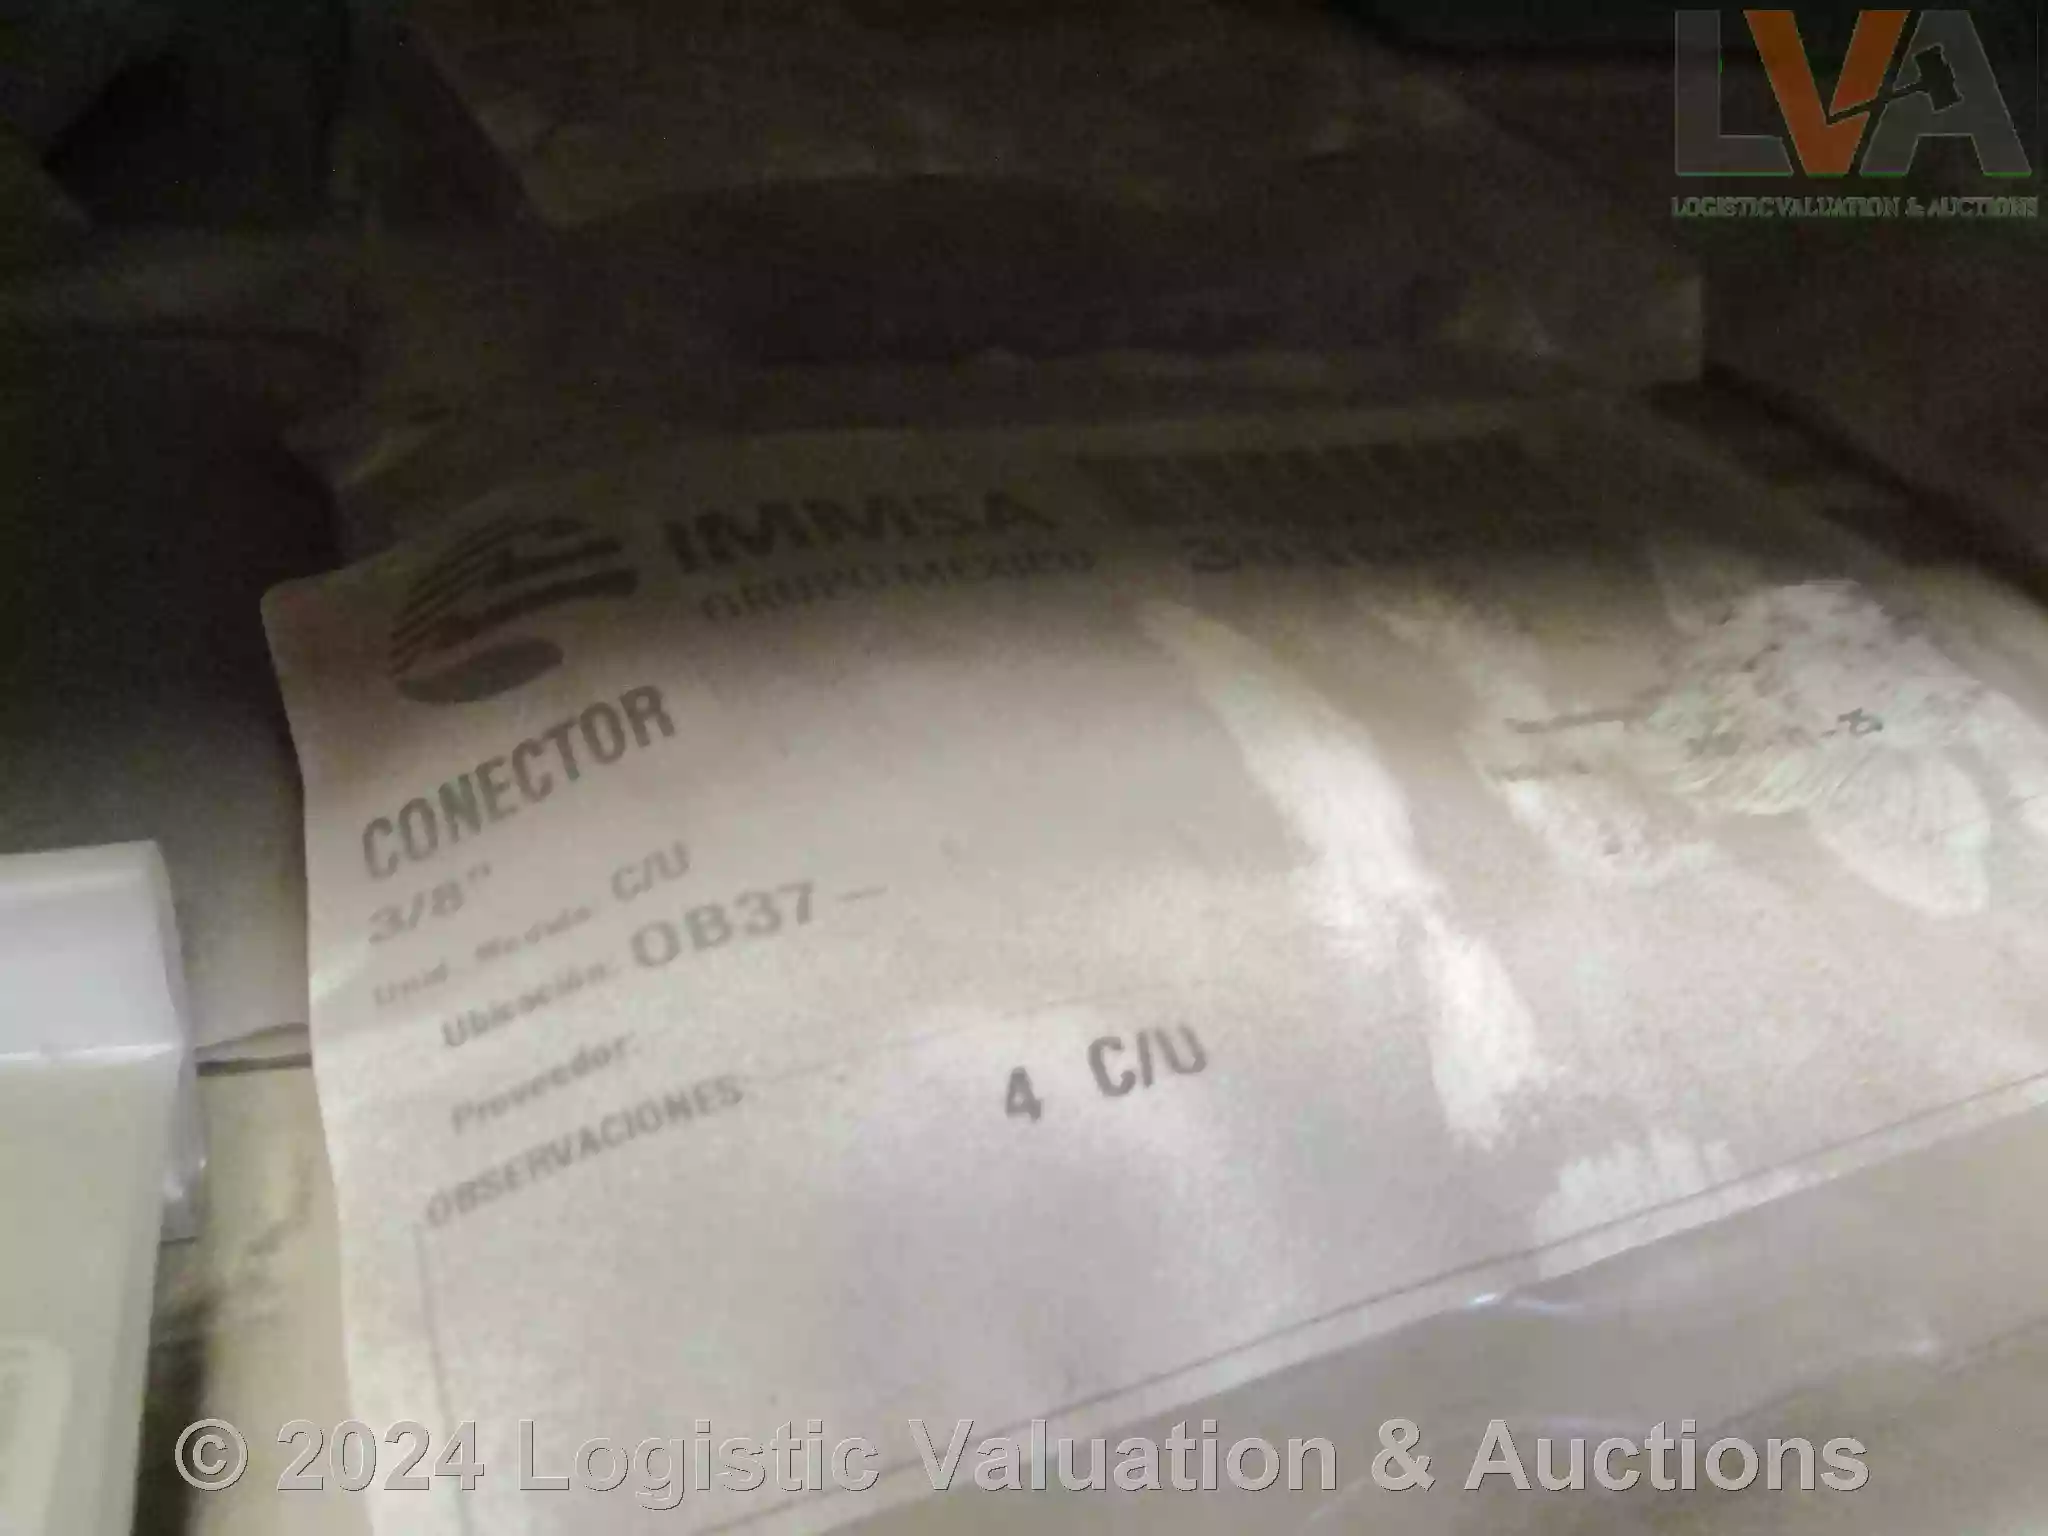 LVA
LOGISTIC VALUATION & AUCTIONS
IMMSA
GRUPO MEXICO
CONECTOR
3/8"
Unid. Medida: C/U
Ubicación: OB37-
Proveedor:
OBSERVACIONES
4 C/U
© 2024 Logistic Valuation & Auctions